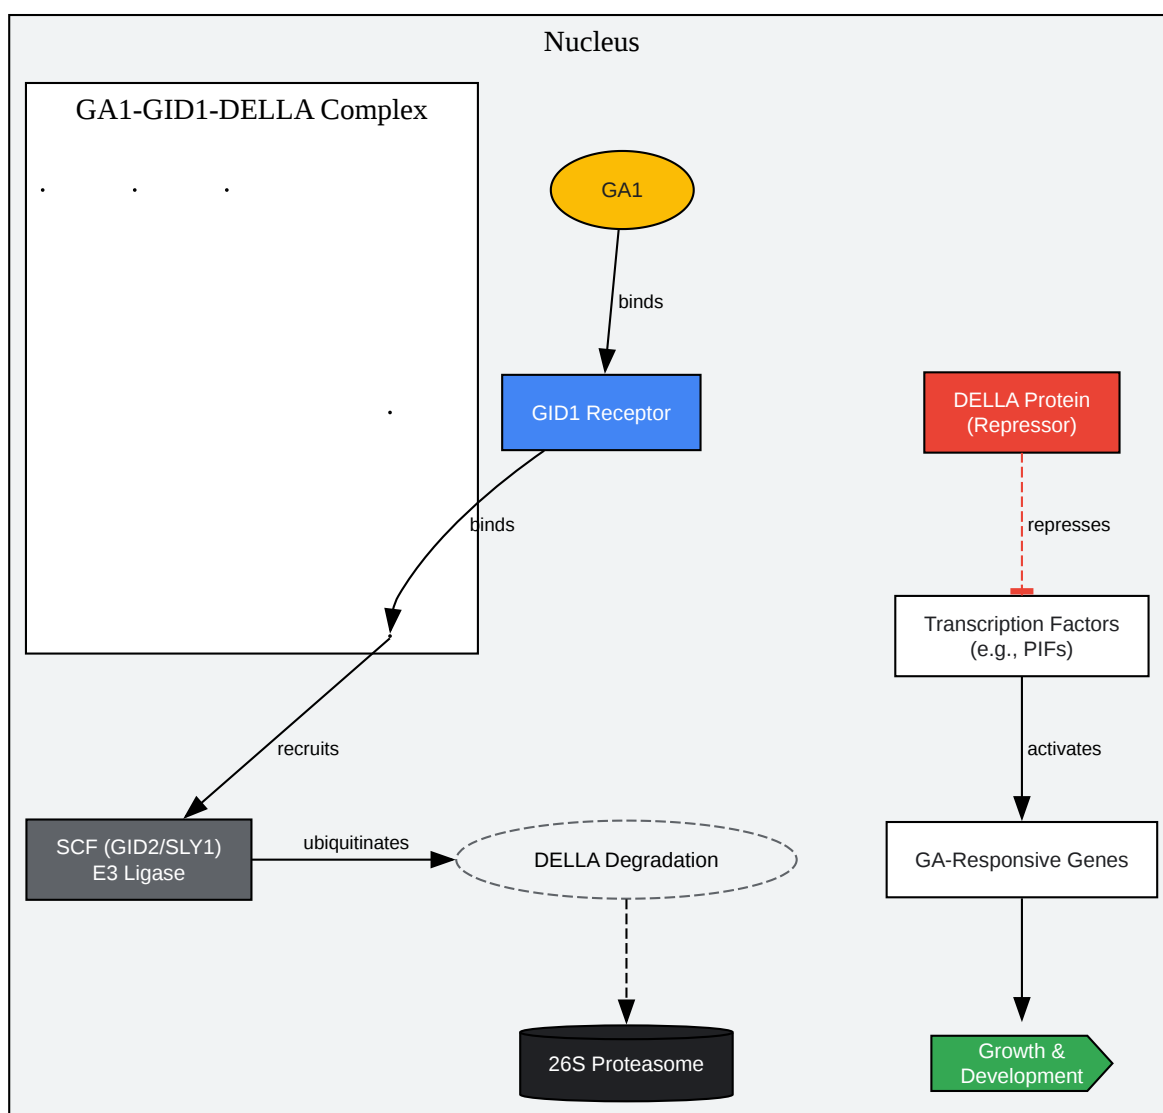 Nucleus
GA1-GID1-DELLA Complex
GA1
binds
GID1 Receptor
DELLA Protein
(Repressor)
binds
represses
Transcription Factors
(e.g., PIFs)
recruits
activates
SCF (GID2/SLY1)
E3 Ligase
ubiquitinates
DELLA Degradation
GA-Responsive Genes
26S Proteasome
Growth &
Development